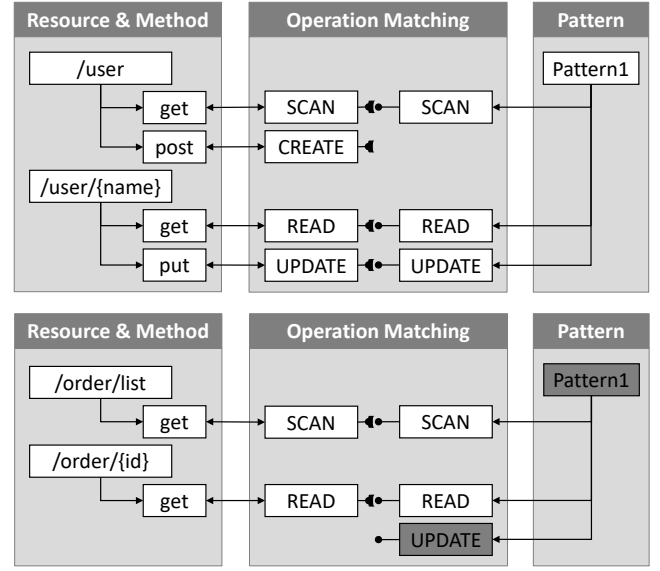 Resource & Method Operation Matching Pattern
/user Pattern1
get SCAN SCAN
post CREATE
/user/{name}
get READ READ
put UPDATE UPDATE
Resource & Method Operation Matching Pattern
/order/list Pattern1
get SCAN SCAN
/order/{id}
get READ READ
UPDATE